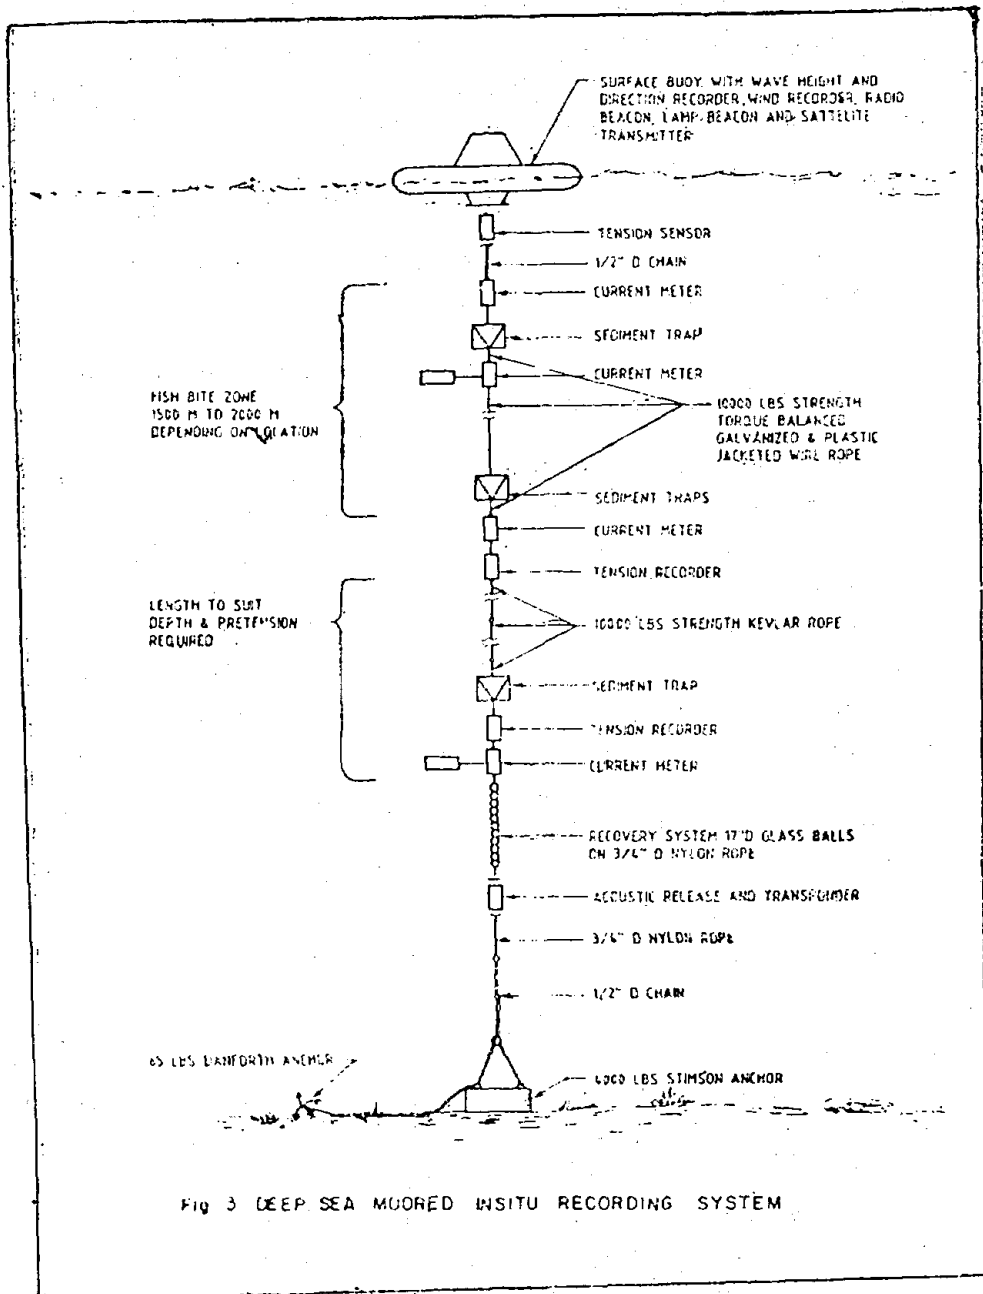 SURFACE BUOY WITH WAVE HEIGHT AND
DIRECTION RECORDER, WIND RECORDER, RADIO
BEACON, LAMP BEACON AND SATTELITE
TRANSMITTER
TENSION SENSOR
1/2" D CHAIN
CURRENT METER
SEDIMENT TRAP
CURRENT METER
FISH BITE ZONE
1500 M TO 2000 M
DEPENDING ON LOCATION
10000 LBS STRENGTH
TORQUE BALANCED
GALVANIZED & PLASTIC
JACKETED WIRE ROPE
SEDIMENT TRAPS
CURRENT METER
TENSION RECORDER
LENGTH TO SUIT
DEPTH & PRETENSION
REQUIRED
10000 LBS STRENGTH KEVLAR ROPE
SEDIMENT TRAP
TENSION RECORDER
CURRENT METER
RECOVERY SYSTEM 17"D GLASS BALLS
ON 3/4" D NYLON ROPE
ACCUSTIC RELEASE AND TRANSPONDER
3/4" D NYLON ROPE
1/2" D CHAIN
65 LBS DANFORTH ANCHOR
4000 LBS STIMSON ANCHOR
Fig 3 DEEP SEA MOORED INSITU RECORDING SYSTEM